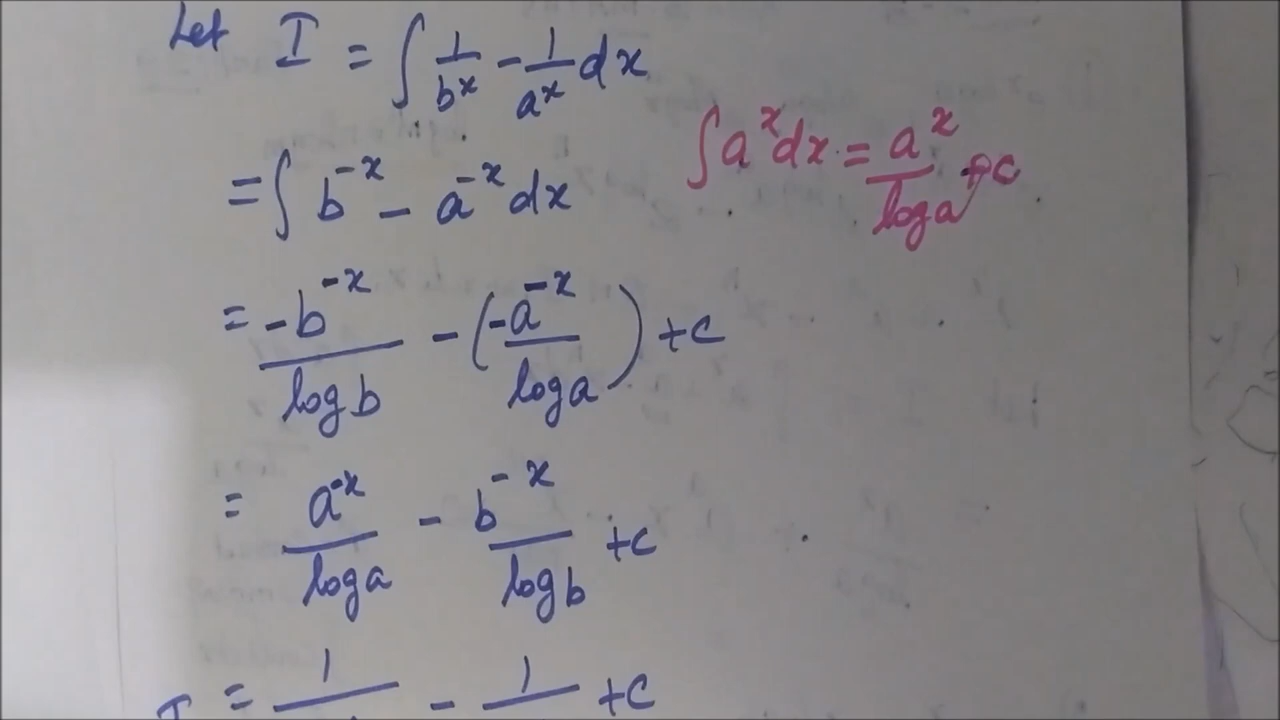 Let I = ∫ 1/b^x - 1/a^x dx
∫a^x dx = a^x/log a + c
= ∫ b^-x - a^-x dx
= -b^-x/log b - (-a^-x/log a) + c
= a^-x/log a - b^-x/log b + c
I = 1/ - 1/ + c